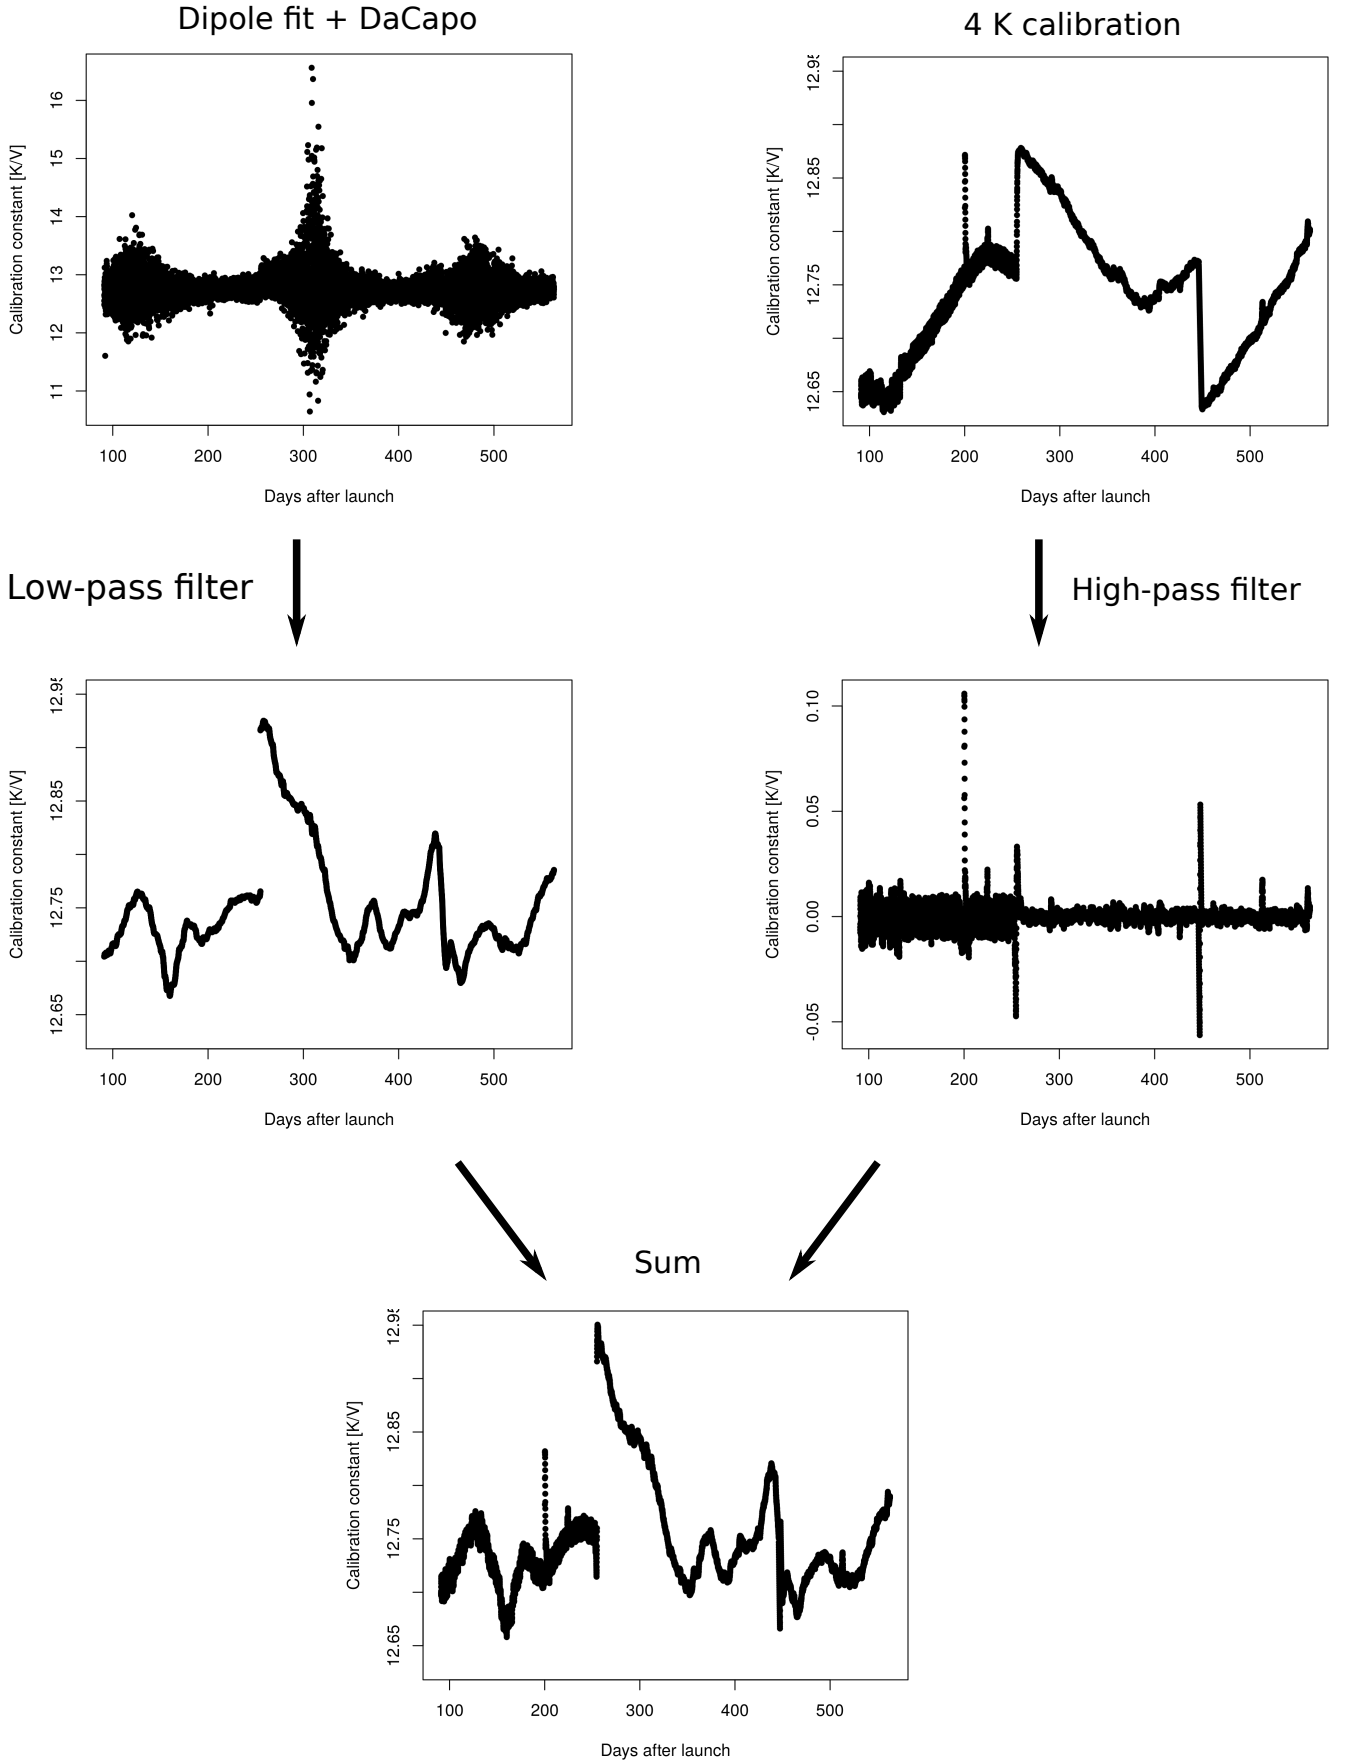 Dipole fit + DaCapo
4 K calibration
Calibration constant [K/V]
16
15
14
13
12
11
100 200 300 400 500
Days after launch
Calibration constant [K/V]
12.85
12.75
12.65
100 200 300 400 500
Days after launch
Low-pass filter
High-pass filter
Calibration constant [K/V]
12.85
12.75
12.65
100 200 300 400 500
Days after launch
Calibration constant [K/V]
0.10
0.05
0.00
-0.05
100 200 300 400 500
Days after launch
Sum
Calibration constant [K/V]
12.85
12.75
12.65
100 200 300 400 500
Days after launch